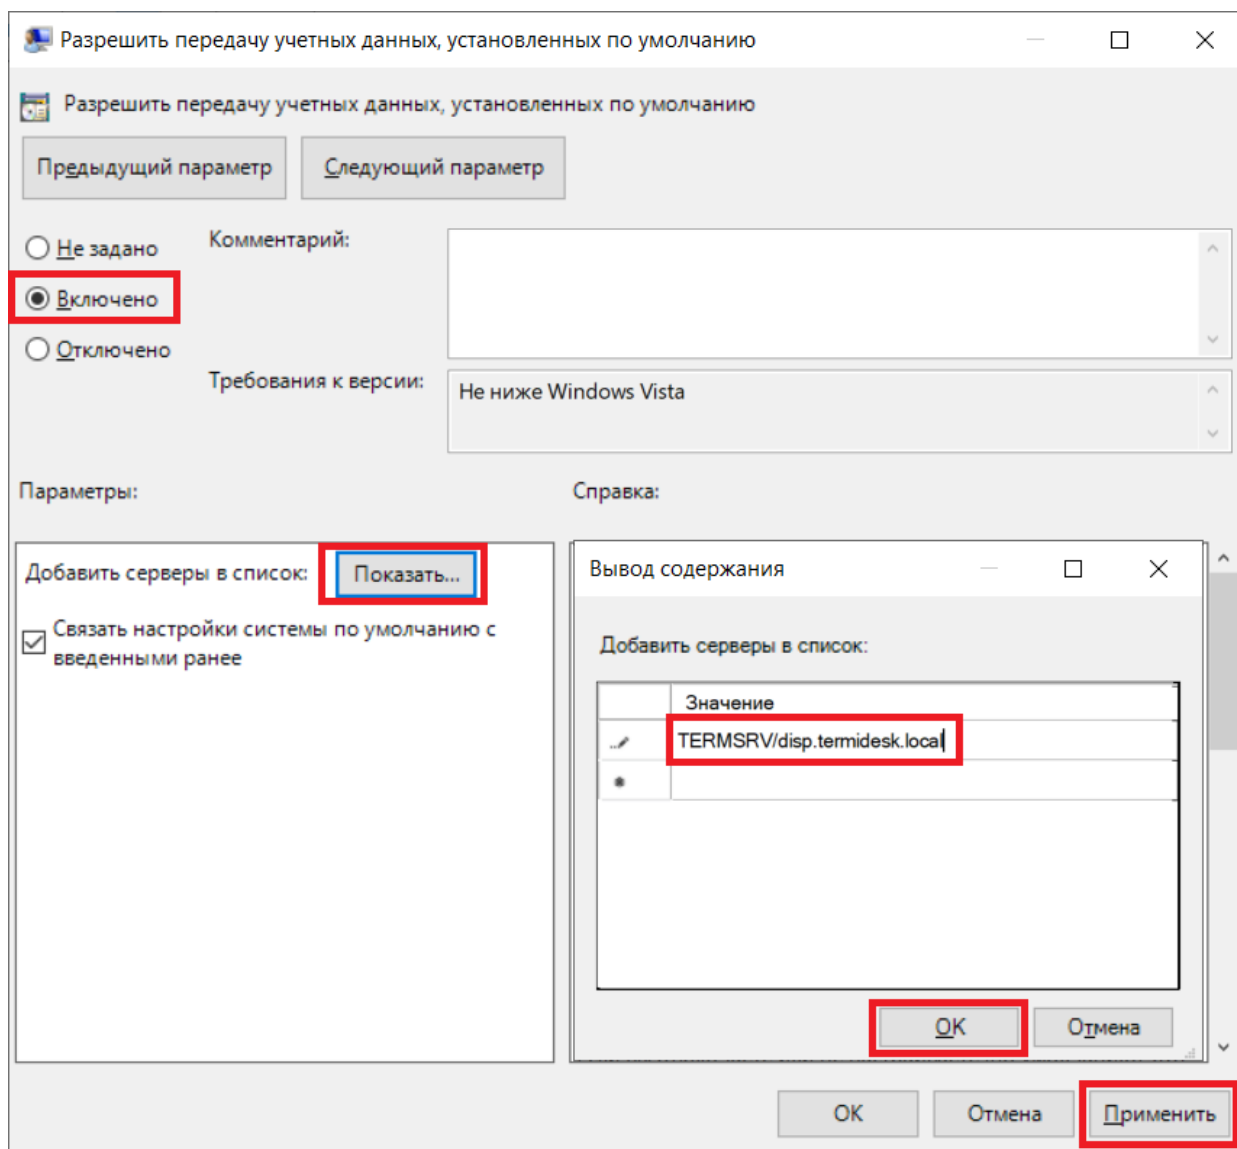 Разрешить передачу учетных данных, установленных по умолчанию
Разрешить передачу учетных данных, установленных по умолчанию
Предыдущий параметр
Следующий параметр
Не задано
Комментарий:
Включено
Отключено
Требования к версии:
Не ниже Windows Vista
Параметры:
Справка:
Добавить серверы в список:
Показать...
Связать настройки системы по умолчанию с
введенными ранее
Вывод содержания
Добавить серверы в список:
Значение
TERMSRV/disp.termidesk.local
OK
Отмена
OK
Отмена
Применить